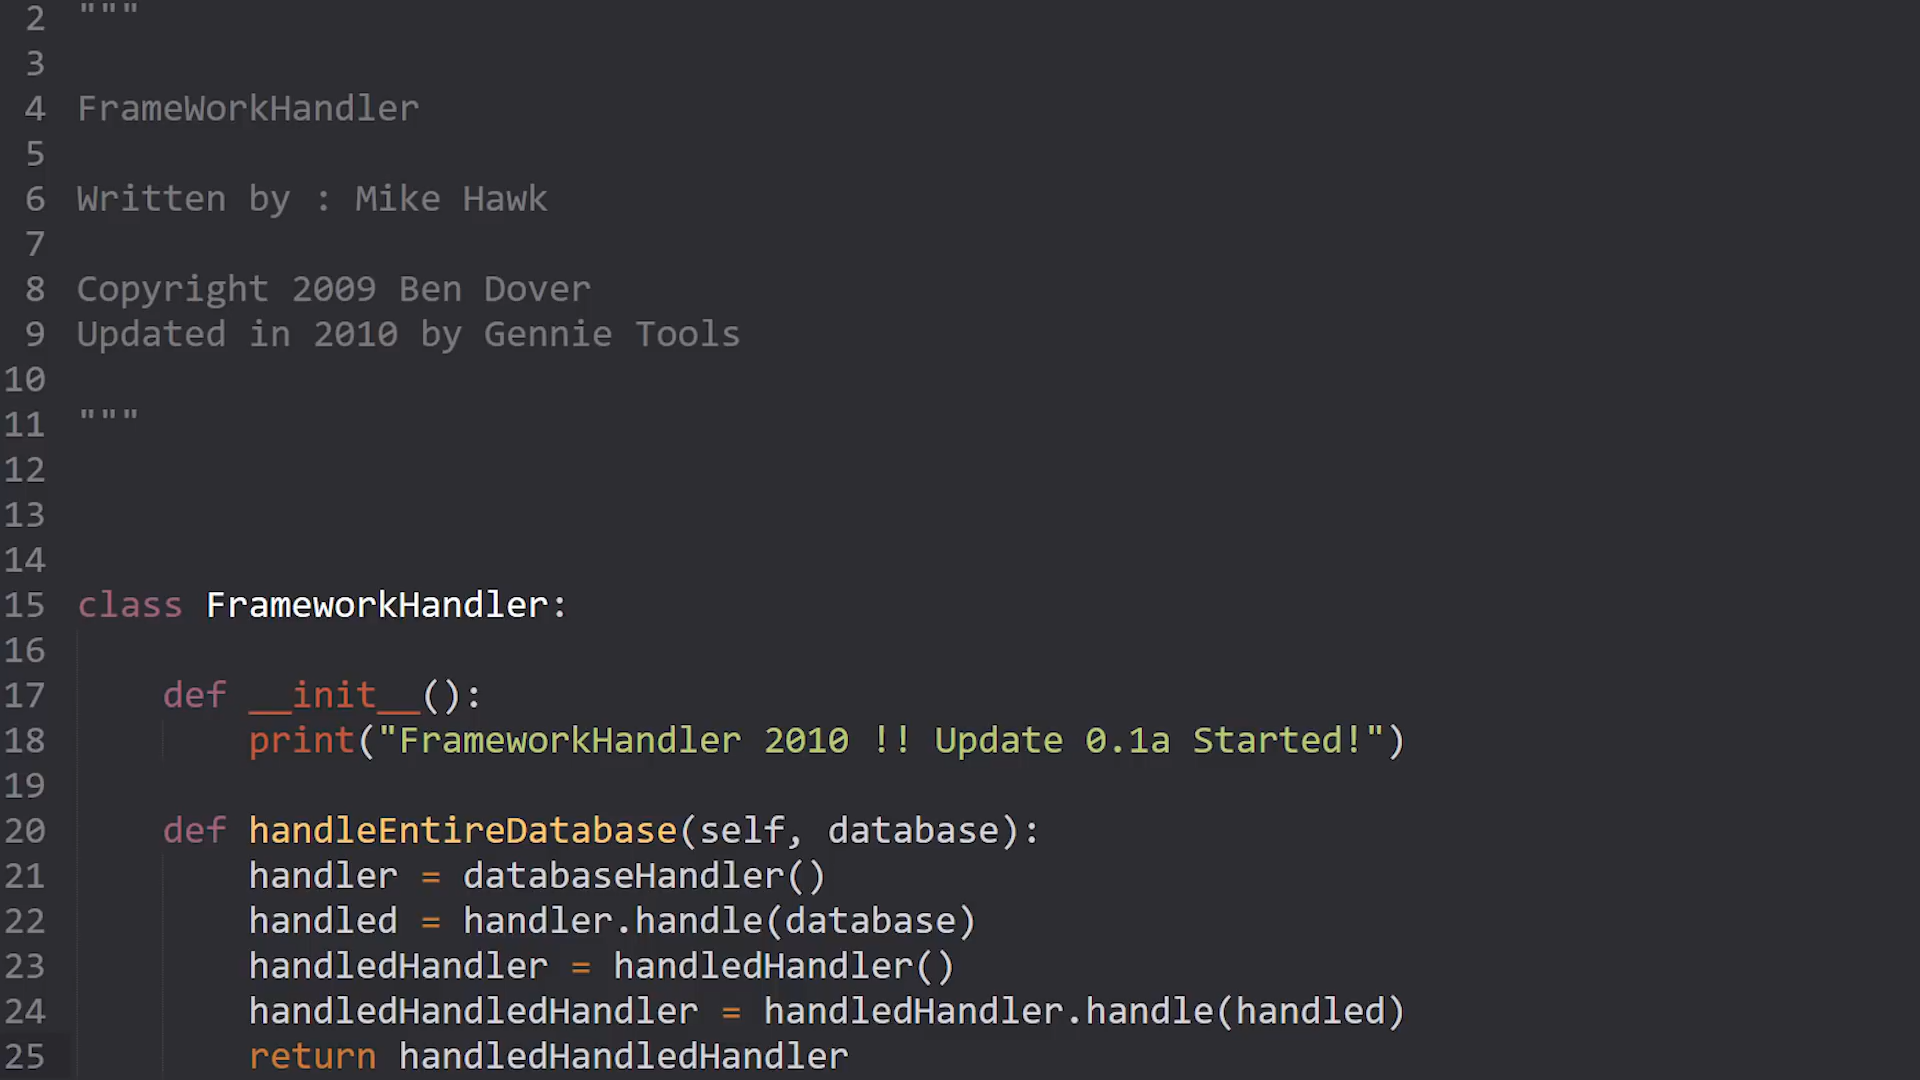 2 """
3
4 FrameWorkHandler
5
6 Written by : Mike Hawk
7
8 Copyright 2009 Ben Dover
9 Updated in 2010 by Gennie Tools
10
11 """
12
13
14
15 class FrameworkHandler:
16
17     def __init__():
18         print("FrameworkHandler 2010 !! Update 0.1a Started!")
19
20     def handleEntireDatabase(self, database):
21         handler = databaseHandler()
22         handled = handler.handle(database)
23         handledHandler = handledHandler()
24         handledHandledHandler = handledHandler.handle(handled)
25         return handledHandledHandler